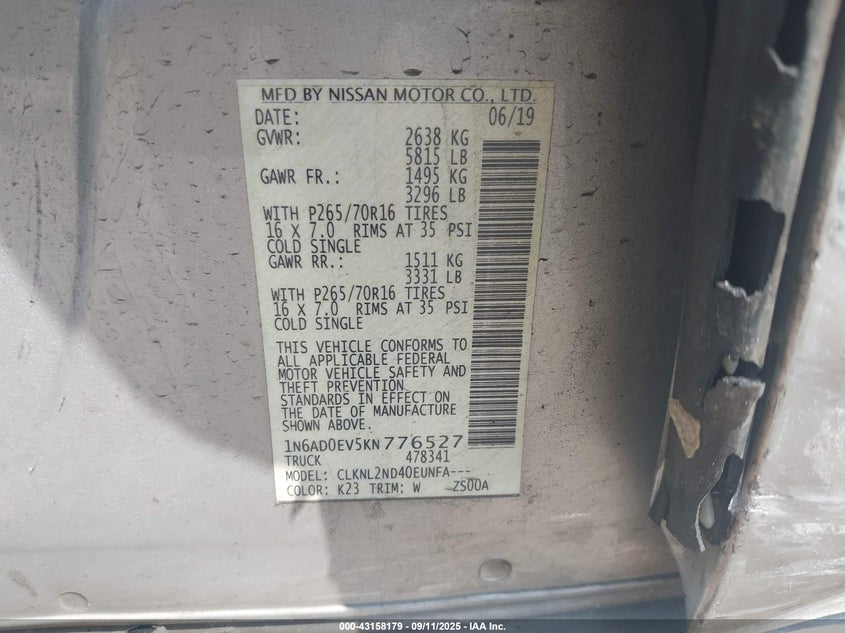 MFD BY NISSAN MOTOR CO., LTD.
DATE: 06/19
GVWR: 2638 KG
5815 LB
GAWR FR.: 1495 KG
3296 LB
WITH P265/70R16 TIRES
16 X 7.0 RIMS AT 35 PSI
COLD SINGLE
GAWR RR.: 1511 KG
3331 LB
WITH P265/70R16 TIRES
16 X 7.0 RIMS AT 35 PSI
COLD SINGLE
THIS VEHICLE CONFORMS TO
ALL APPLICABLE FEDERAL
MOTOR VEHICLE SAFETY AND
THEFT PREVENTION
STANDARDS IN EFFECT ON
THE DATE OF MANUFACTURE
SHOWN ABOVE.
1N6AD0EV5KN776527
TRUCK 478341
MODEL: CLKNL2ND40EUNFA---
COLOR: K23 TRIM: W ZS00A
000-43158179 - 09/11/2025 - IAA Inc.